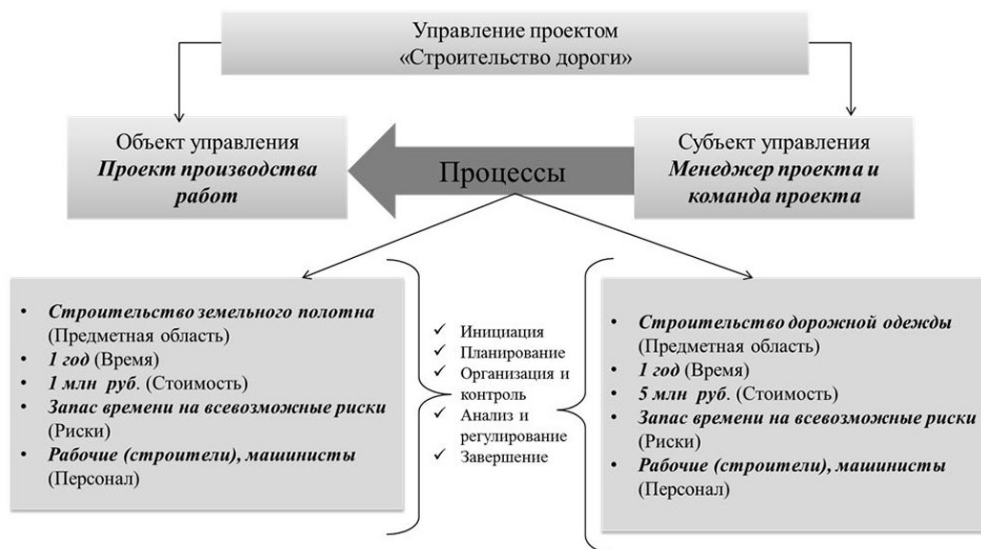 Управление проектом
«Строительство дороги»
Объект управления
Проект производства
работ
Процессы
Субъект управления
Менеджер проекта и
команда проекта
• Строительство земельного полотна
(Предметная область)
• 1 год (Время)
• 1 млн руб. (Стоимость)
• Запас времени на всевозможные риски
(Риски)
• Рабочие (строители), машинисты
(Персонал)
✓ Инициация
✓ Планирование
✓ Организация и
контроль
✓ Анализ и
регулирование
✓ Завершение
• Строительство дорожной одежды
(Предметная область)
• 1 год (Время)
• 5 млн руб. (Стоимость)
• Запас времени на всевозможные риски
(Риски)
• Рабочие (строители), машинисты
(Персонал)